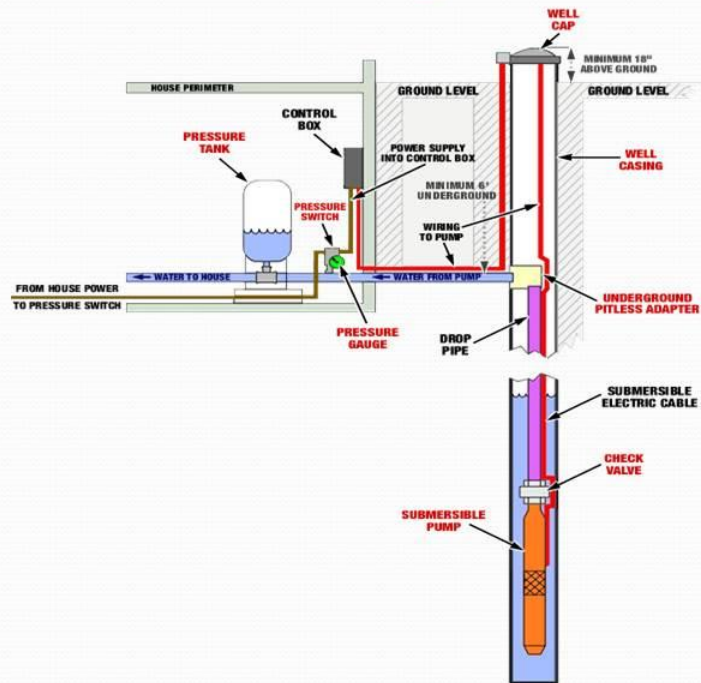 WELL
CAP
MINIMUM 18"
ABOVE GROUND
HOUSE PERIMETER
GROUND LEVEL
GROUND LEVEL
CONTROL
BOX
PRESSURE
TANK
POWER SUPPLY
INTO CONTROL BOX
WELL
CASING
MINIMUM 6'
UNDERGROUND
PRESSURE
SWITCH
WIRING
TO PUMP
WATER TO HOUSE
WATER FROM PUMP
FROM HOUSE POWER
TO PRESSURE SWITCH
UNDERGROUND
PITLESS ADAPTER
PRESSURE
GAUGE
DROP
PIPE
SUBMERSIBLE
ELECTRIC CABLE
CHECK
VALVE
SUBMERSIBLE
PUMP